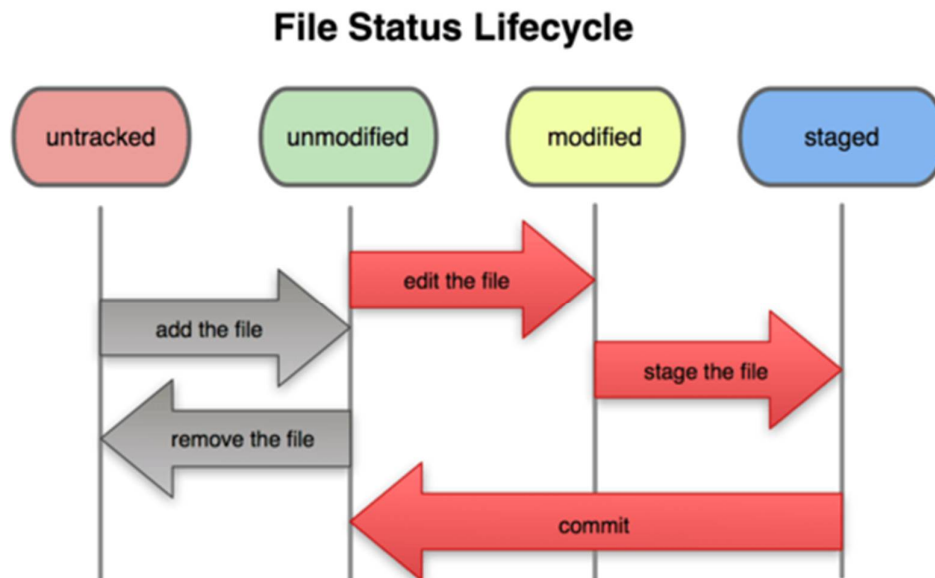 File Status Lifecycle
untracked
unmodified
modified
staged
edit the file
add the file
stage the file
remove the file
commit